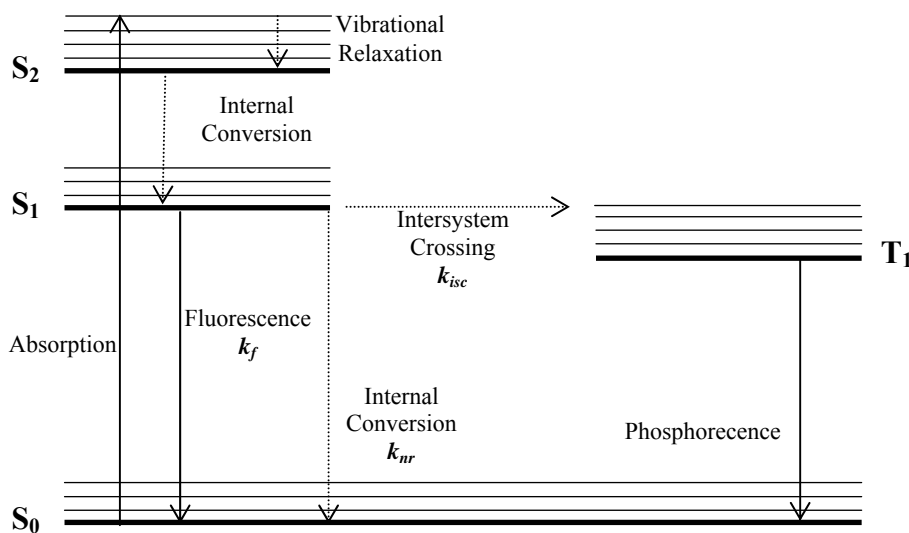 Vibrational
Relaxation
S2
Internal
Conversion
S1
Intersystem
Crossing
kisc
T1
Fluorescence
kf
Absorption
Internal
Conversion
knr
Phosphorecence
S0